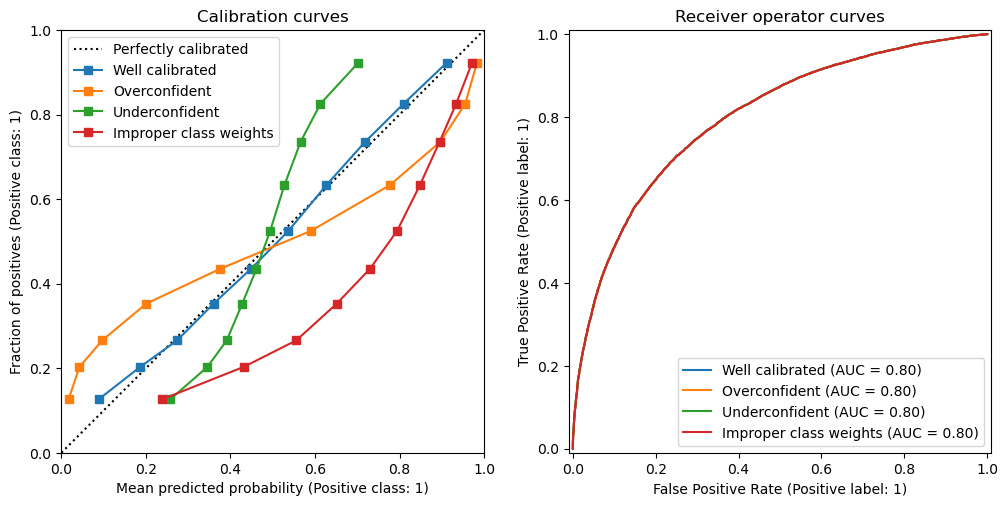 Calibration curves
1.0
0.8
0.6
0.4
0.2
0.0
Fraction of positives (Positive class: 1)
Perfectly calibrated
Well calibrated
Overconfident
Underconfident
Improper class weights
0.0 0.2 0.4 0.6 0.8 1.0
Mean predicted probability (Positive class: 1)
Receiver operator curves
1.0
0.8
0.6
0.4
0.2
0.0
True Positive Rate (Positive label: 1)
Well calibrated (AUC = 0.80)
Overconfident (AUC = 0.80)
Underconfident (AUC = 0.80)
Improper class weights (AUC = 0.80)
0.0 0.2 0.4 0.6 0.8 1.0
False Positive Rate (Positive label: 1)